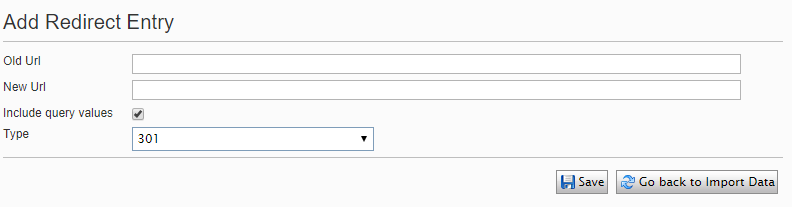 Add Redirect Entry
Old Url
New Url
Include query values
Type
301
Save
Go back to Import Data